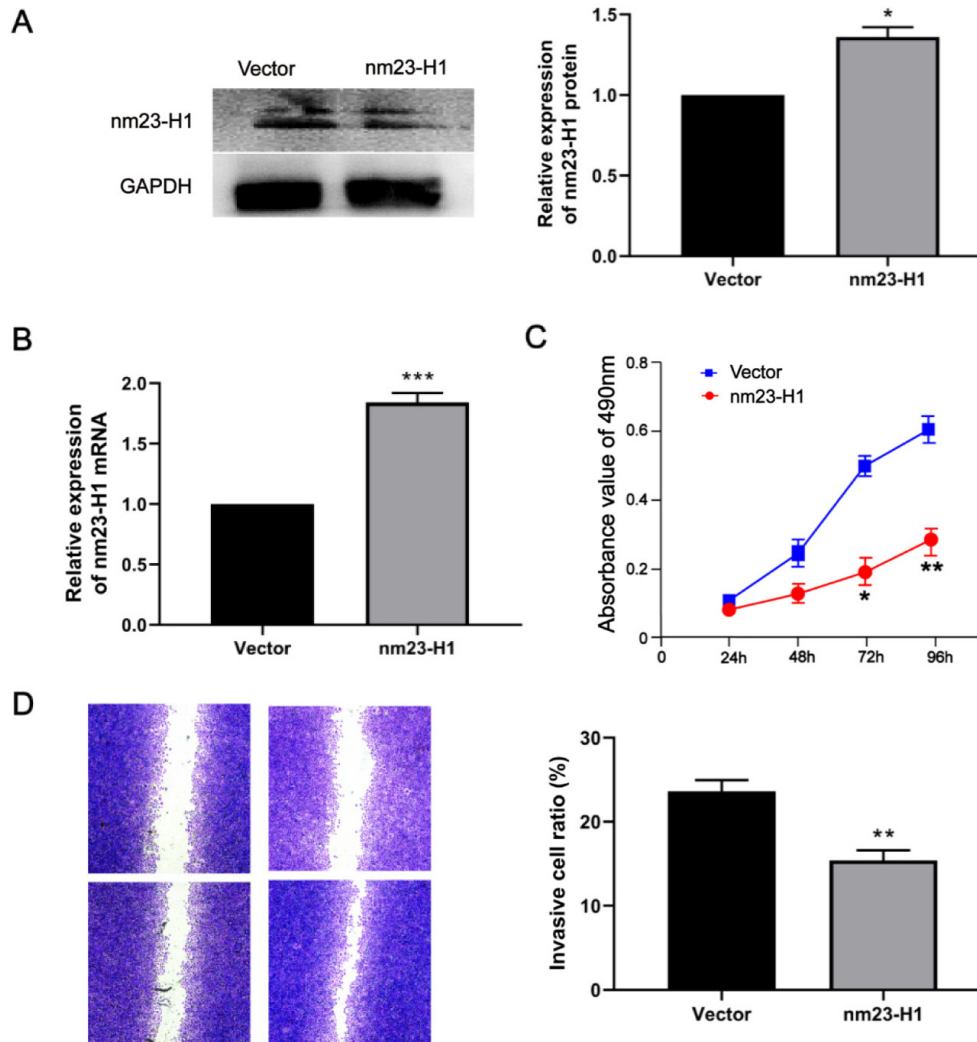 A
Vector nm23-H1
nm23-H1
GAPDH
Relative expression
of nm23-H1 protein
1.5
1.0
0.5
0.0
*
Vector nm23-H1
B
Relative expression
of nm23-H1 mRNA
2.0
1.5
1.0
0.5
0.0
***
Vector nm23-H1
C
Absorbance value of 490nm
0.8
0.6
0.4
0.2
0
Vector
nm23-H1
*
**
0 24h 48h 72h 96h
D
Invasive cell ratio (%)
30
20
10
0
**
Vector nm23-H1